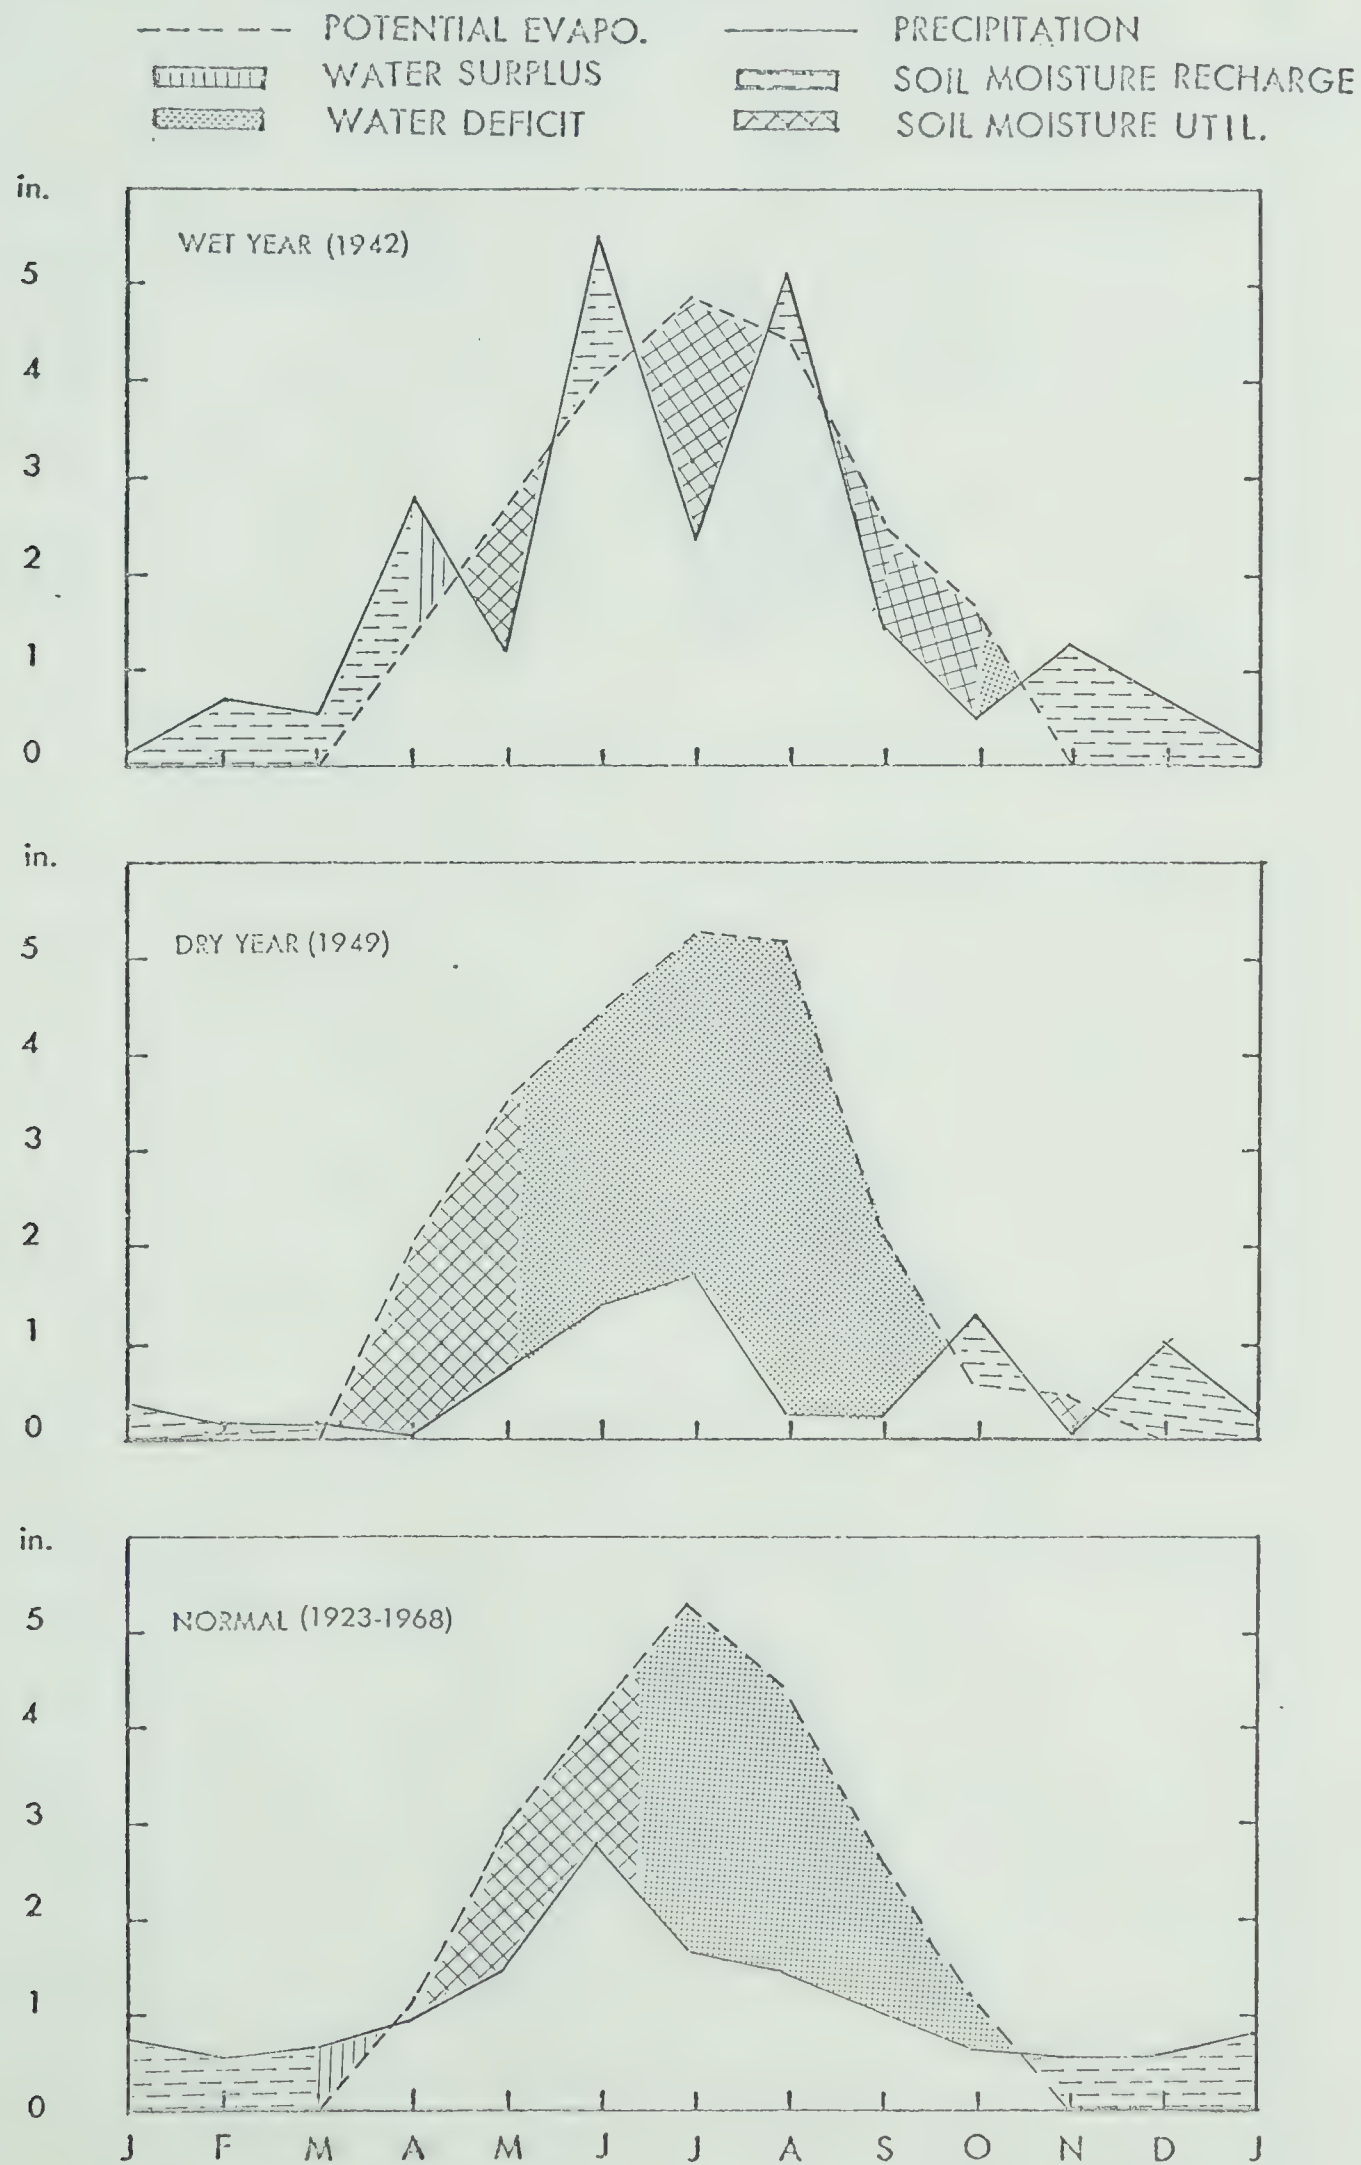 POTENTIAL EVAPO. PRECIPITATION
WATER SURPLUS SOIL MOISTURE RECHARGE
WATER DEFICIT SOIL MOISTURE UTIL.
in.
WET YEAR (1942)
5
4
3
2
1
0
in.
DRY YEAR (1949)
5
4
3
2
1
0
in.
NORMAL (1923-1968)
5
4
3
2
1
0
J F M A M J J A S O N D J